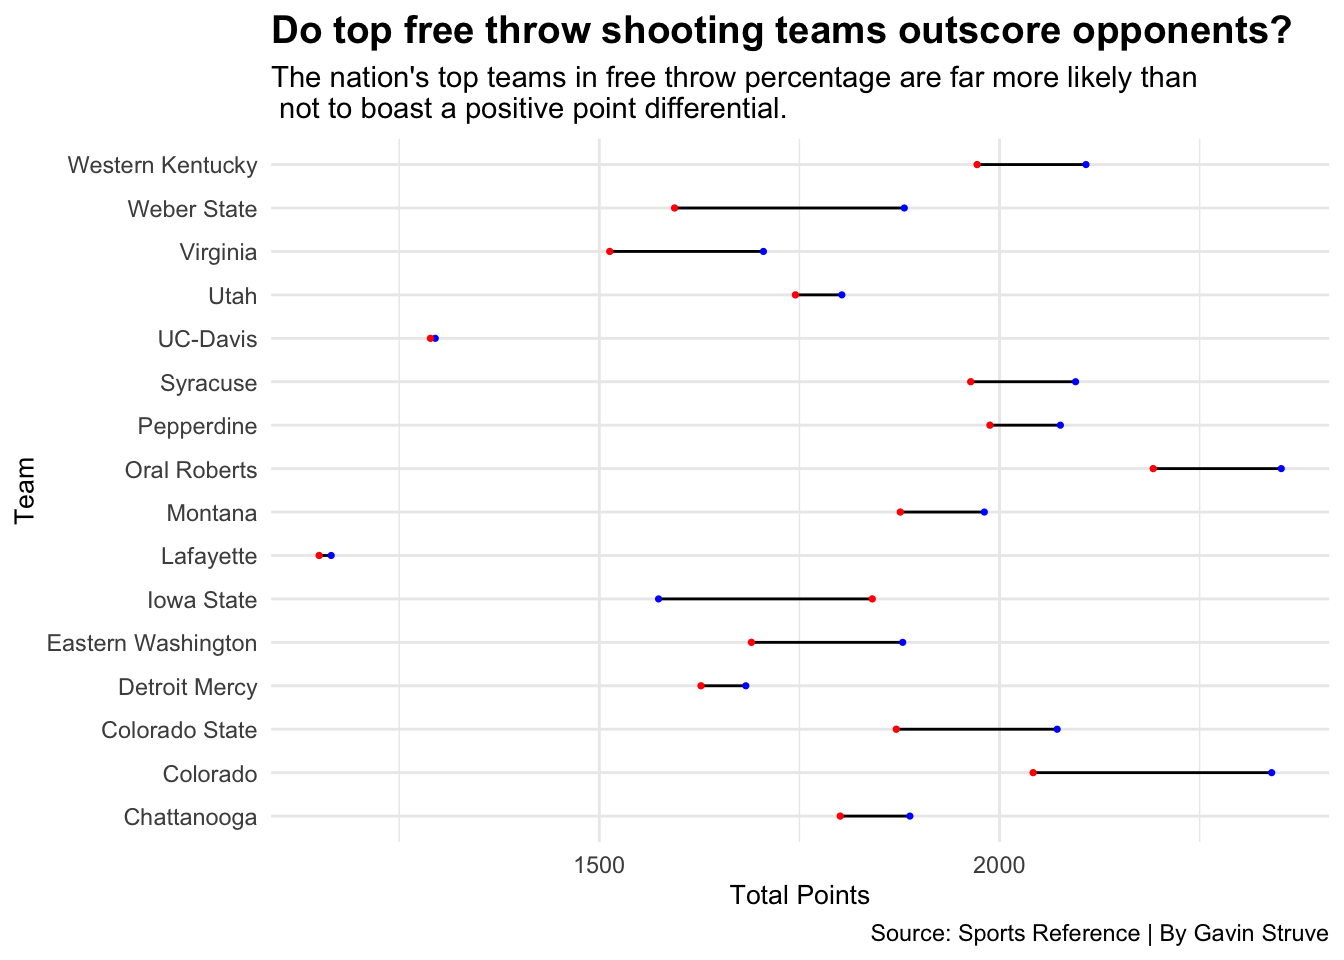 Do top free throw shooting teams outscore opponents?
The nation's top teams in free throw percentage are far more likely than
not to boast a positive point differential.
Western Kentucky
Weber State
Virginia
Utah
UC-Davis
Syracuse
Pepperdine
Oral Roberts
Montana
Lafayette
Iowa State
Eastern Washington
Detroit Mercy
Colorado State
Colorado
Chattanooga
Team
1500 2000
Total Points
Source: Sports Reference | By Gavin Struve